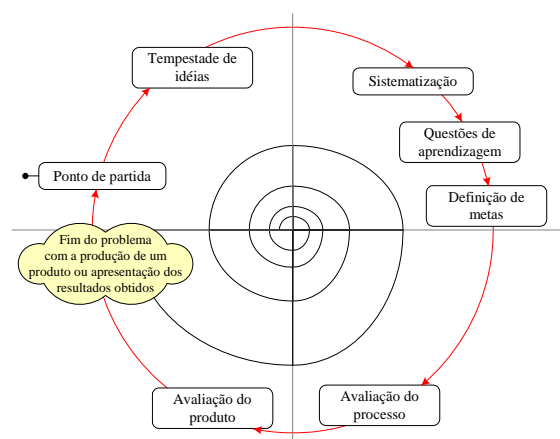 Tempestade de
idéias
Sistematização
Questões de
aprendizagem
Ponto de partida
Definição de
metas
Fim do problema
com a produção de um
produto ou apresentação dos
resultados obtidos
Avaliação do
produto
Avaliação do
processo